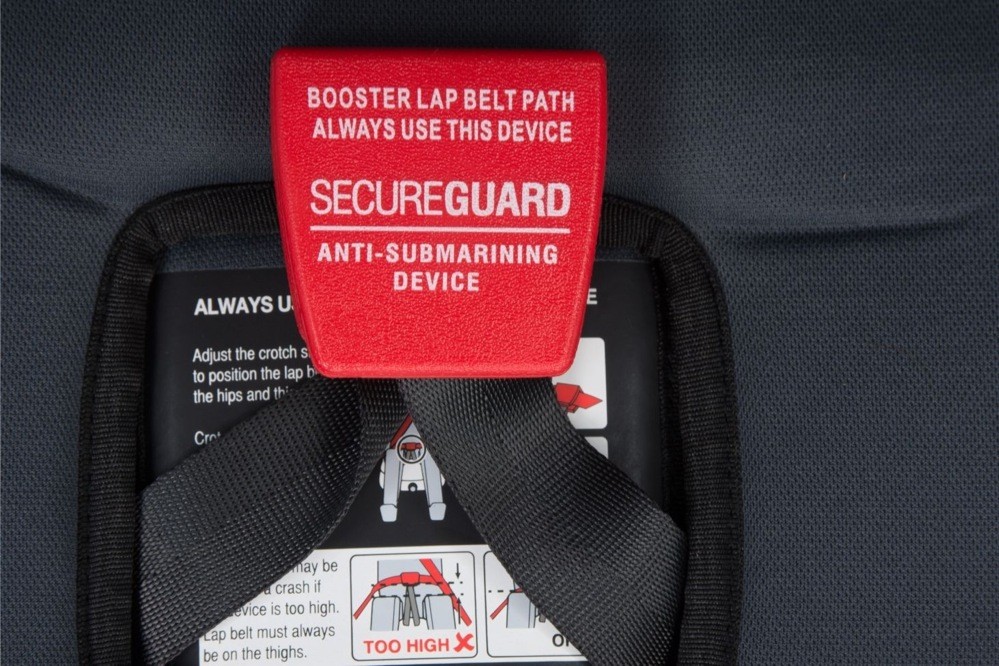 BOOSTER LAP BELT PATH
ALWAYS USE THIS DEVICE
SECUREGUARD
ANTI-SUBMARINING
DEVICE
ALWAYS
Adjust the crotch
to position the lap
the hips and
may be
a crash if
device is too high.
Lap belt must always
be on the thighs.
TOO HIGH